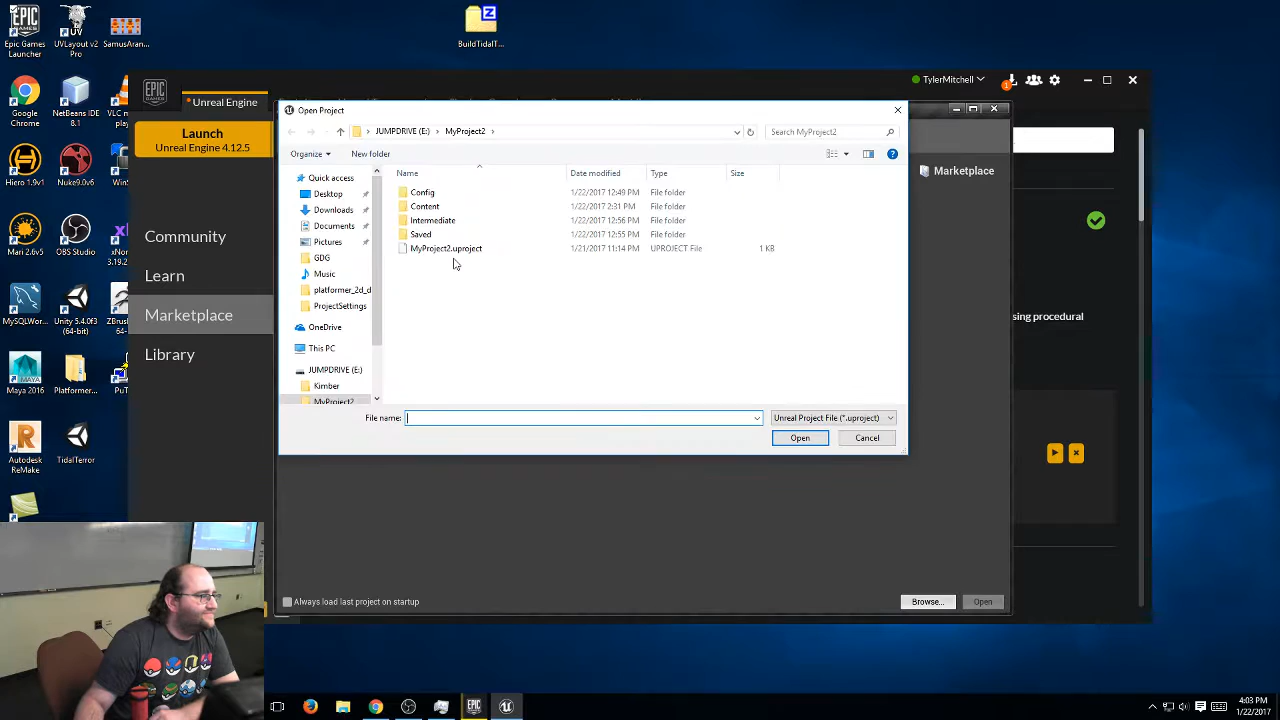 Epic Games
Launcher
UVLayout v2
Pro
SamusAran...
BuildTidalT...
Google
Chrome
NetBeans IDE
8.1
VLC
Hiero 1.9v1
Nuke9.0v6
Mari 2.6v5
OBS Studio
MySQLWor...
Unity 5.4.0f3
(64-bit)
Maya 2016
Platformer...
PuT
Autodesk
ReMake
TidalTerror
EPIC
GAMES
Unreal Engine
TylerMitchell
1
Launch
Unreal Engine 4.12.5
Community
Learn
Marketplace
Library
Marketplace
sing procedural
Open Project
JUMPDRIVE (E:)
MyProject2
Search MyProject2
Organize
New folder
Name
Date modified
Type
Size
Config 1/22/2017 12:49 PM File folder
Content 1/22/2017 2:31 PM File folder
Intermediate 1/22/2017 12:56 PM File folder
Saved 1/22/2017 12:55 PM File folder
MyProject2.uproject 1/21/2017 11:14 PM UPROJECT File 1 KB
Quick access
Desktop
Downloads
Documents
Pictures
GDG
Music
platformer_2d_d
ProjectSettings
OneDrive
This PC
JUMPDRIVE (E:)
Kimber
MyProject2
File name:
Unreal Project File (*.uproject)
Open
Cancel
Always load last project on startup
Browse...
Open
4:03 PM
1/22/2017